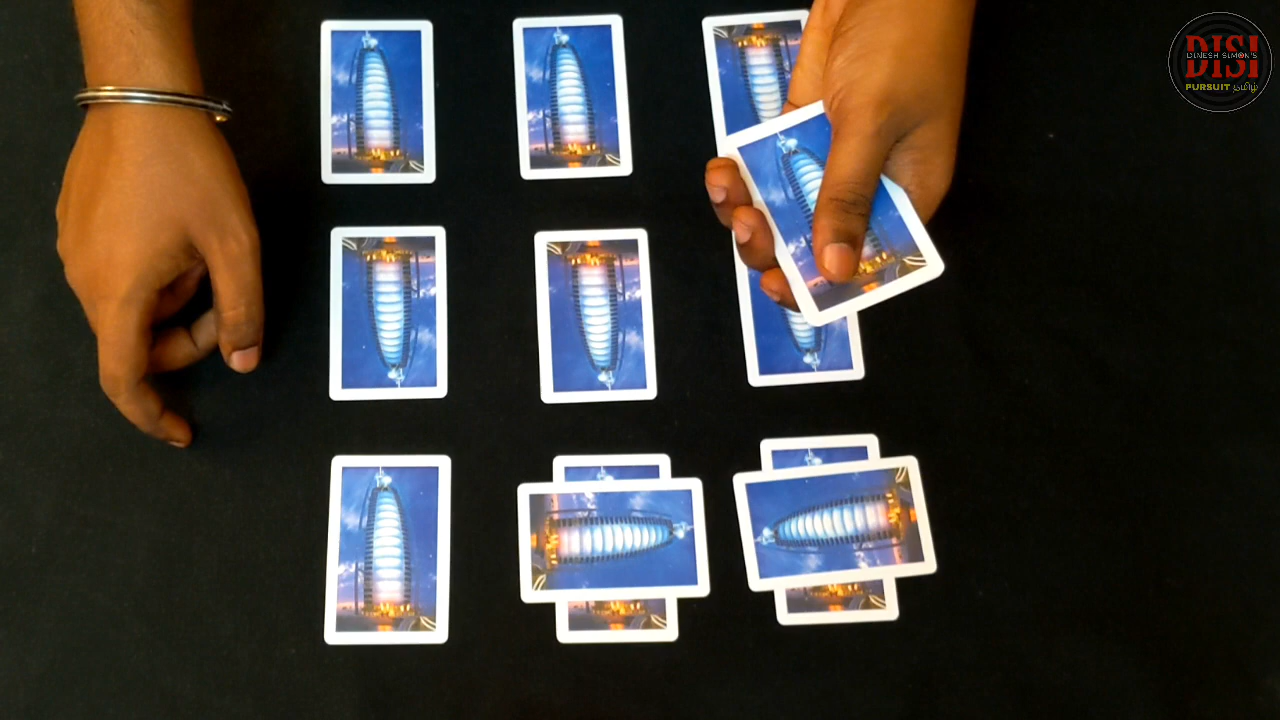 DISI
DINESH SIMON'S
PURSUIT தமிழ்